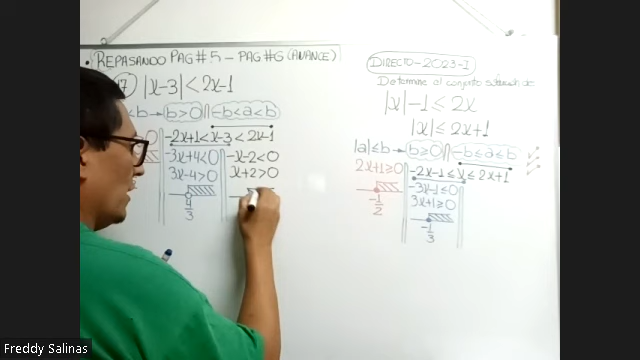 • REPASANDO PAG#5 - PAG#6 (AVANCE)
17 |x-3| < 2x-1
<b → b>0 || -b<a<b
>0
-2x+1 < x-3 < 2x-1
-3x+4<0
3x-4>0
4/3
-x-2<0
x+2>0
DIRECTO-2023-I
Determine el conjunto solución de:
|x|-1 ≤ 2x
|x| ≤ 2x+1
|a|≤b → b≥0 || -b≤a≤b
2x+1≥0
-1/2
-2x-1 ≤ x ≤ 2x+1
-3x-1≤0
3x+1≥0
-1/3
Freddy Salinas